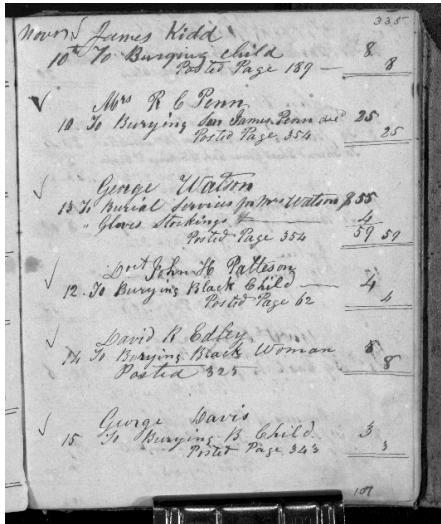 335
Novr James Kidd
10th To Burying Child 8
Posted Page 189 — 8
Mrs R C Penn
10. To Burying Son James Penn decd 25
Posted Page 354 25
George Watson
13 To Burial Services for Mrs Watson $55
" Gloves Stockings & — 4
Posted Page 354 59 59
Doct John H Patteson
12. To Burying Black Child — 4
Posted Page 62 4
David R Edley
14 To Burying Black Woman 8
Posted 325 8
George Davis
15 To Burying B. Child. 3
Posted Page 343 3
107